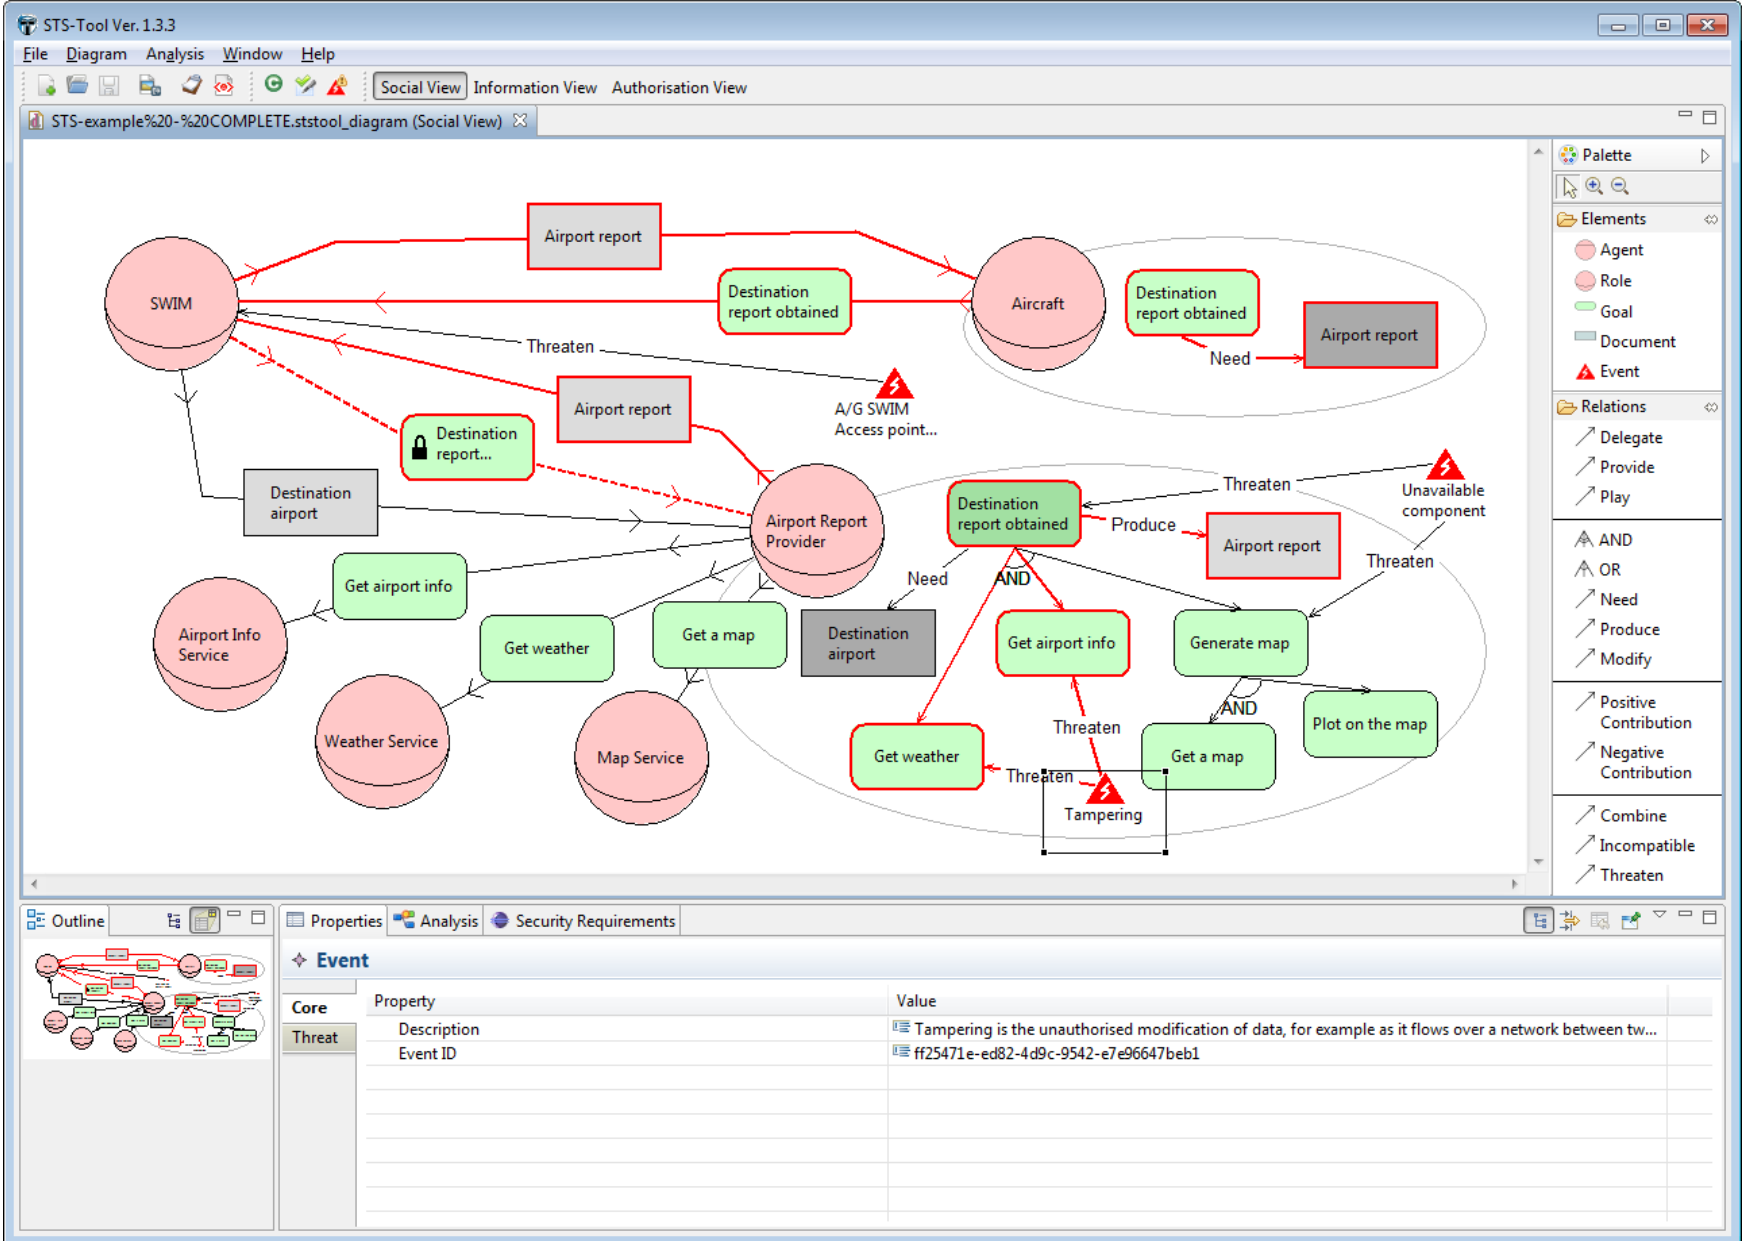 STS-Tool Ver. 1.3.3
File Diagram Analysis Window Help
Social View Information View Authorisation View
STS-example%20-%20COMPLETE.ststool_diagram (Social View)
Airport report
SWIM
Destination
report obtained
Aircraft
Destination
report obtained
Airport report
Need
Threaten
Airport report
A/G SWIM
Access point...
Destination
report...
Destination
airport
Airport Report
Provider
Destination
report obtained
Threaten
Unavailable
component
Produce
Airport report
Threaten
Need
AND
Get airport info
Airport Info
Service
Get weather
Get a map
Destination
airport
Get airport info
Generate map
AND
Plot on the map
Weather Service
Map Service
Get weather
Threaten
Get a map
Threaten
Tampering
Palette
Elements
Agent
Role
Goal
Document
Event
Relations
Delegate
Provide
Play
AND
OR
Need
Produce
Modify
Positive
Contribution
Negative
Contribution
Combine
Incompatible
Threaten
Outline
Properties Analysis Security Requirements
Event
Core
Threat
Property Value
Description Tampering is the unauthorised modification of data, for example as it flows over a network between tw...
Event ID ff25471e-ed82-4d9c-9542-e7e96647beb1